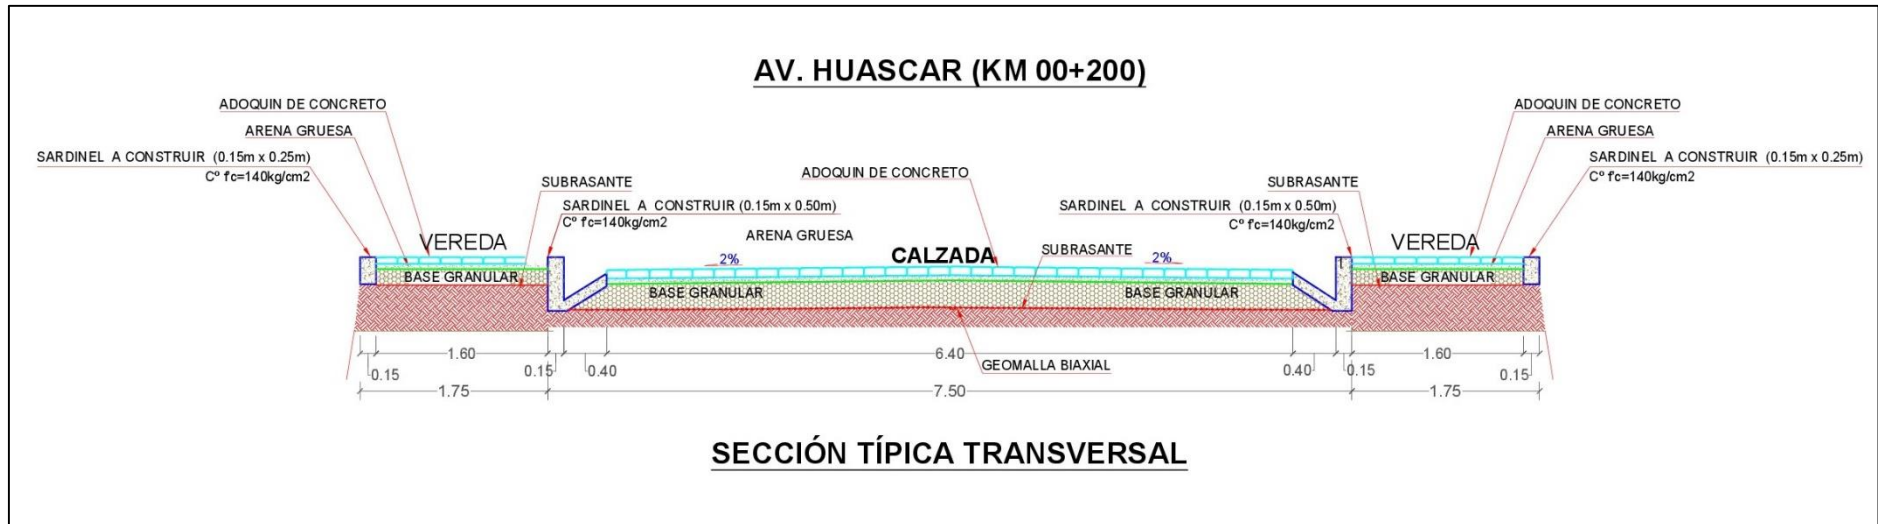 AV. HUASCAR (KM 00+200)
ADOQUIN DE CONCRETO
ARENA GRUESA
SARDINEL A CONSTRUIR (0.15m x 0.25m)
Cº f'c=140kg/cm2
SUBRASANTE
SARDINEL A CONSTRUIR (0.15m x 0.50m)
Cº f'c=140kg/cm2
VEREDA
BASE GRANULAR
ADOQUIN DE CONCRETO
ARENA GRUESA
2%
CALZADA
SUBRASANTE
2%
BASE GRANULAR
BASE GRANULAR
GEOMALLA BIAXIAL
ADOQUIN DE CONCRETO
ARENA GRUESA
SARDINEL A CONSTRUIR (0.15m x 0.25m)
Cº f'c=140kg/cm2
SUBRASANTE
SARDINEL A CONSTRUIR (0.15m x 0.50m)
Cº f'c=140kg/cm2
VEREDA
BASE GRANULAR
0.15 1.60 0.15 0.40 6.40 0.40 0.15 1.60 0.15
1.75 7.50 1.75
SECCIÓN TÍPICA TRANSVERSAL